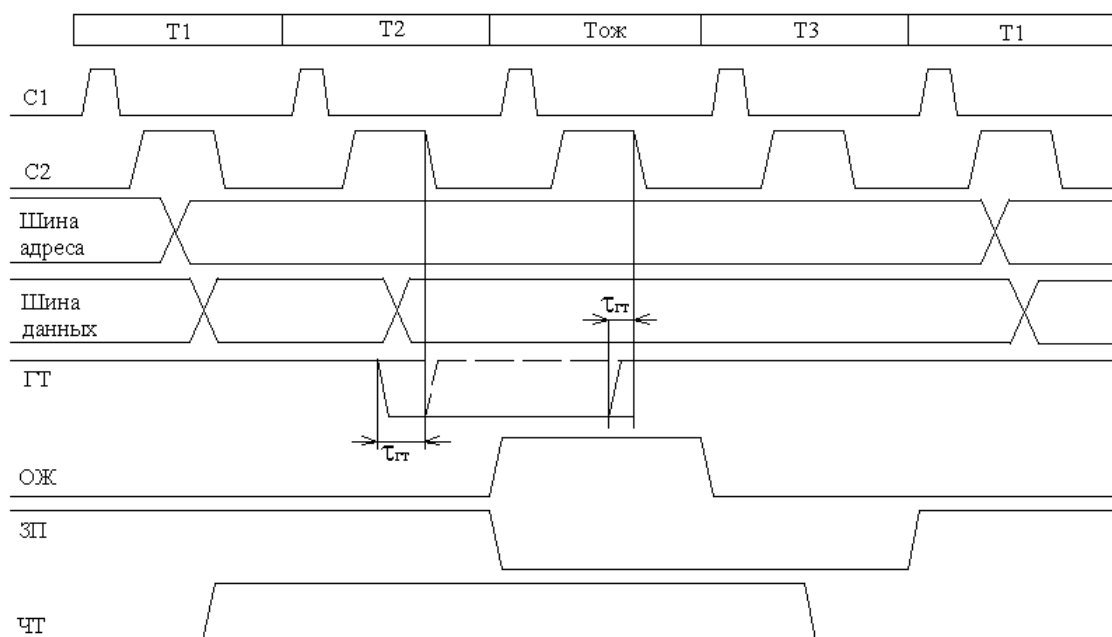 Т1 Т2 Тож Т3 Т1
С1
С2
Шина
адреса
Шина
данных
τгт
ГТ
τгт
ОЖ
ЗП
ЧТ